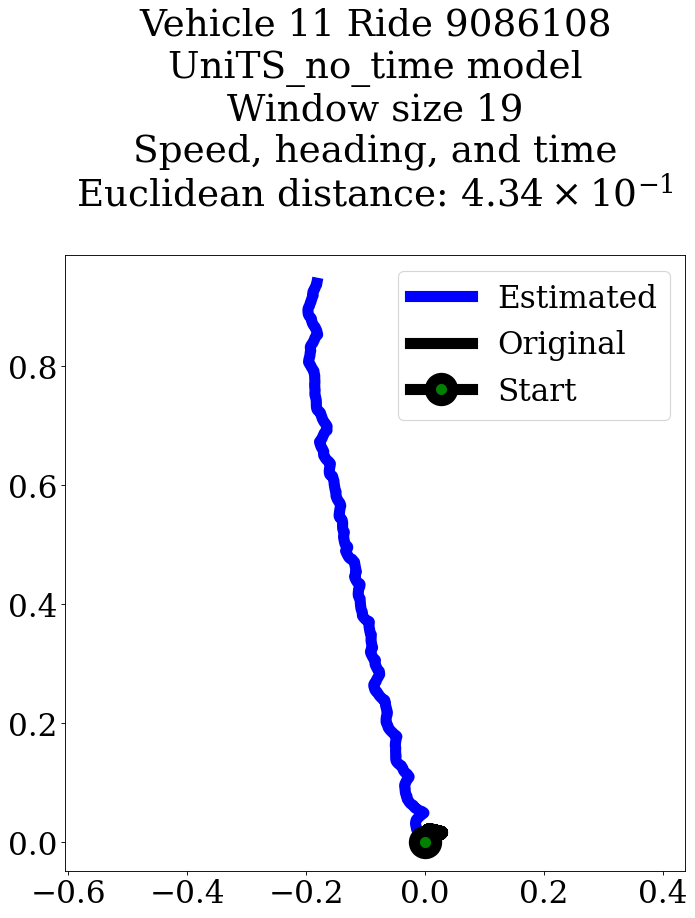 Vehicle 11 Ride 9086108
UniTS_no_time model
Window size 19
Speed, heading, and time
Euclidean distance: 4.34 × 10⁻¹
Estimated
Original
Start
0.8
0.6
0.4
0.2
0.0
−0.6 −0.4 −0.2 0.0 0.2 0.4